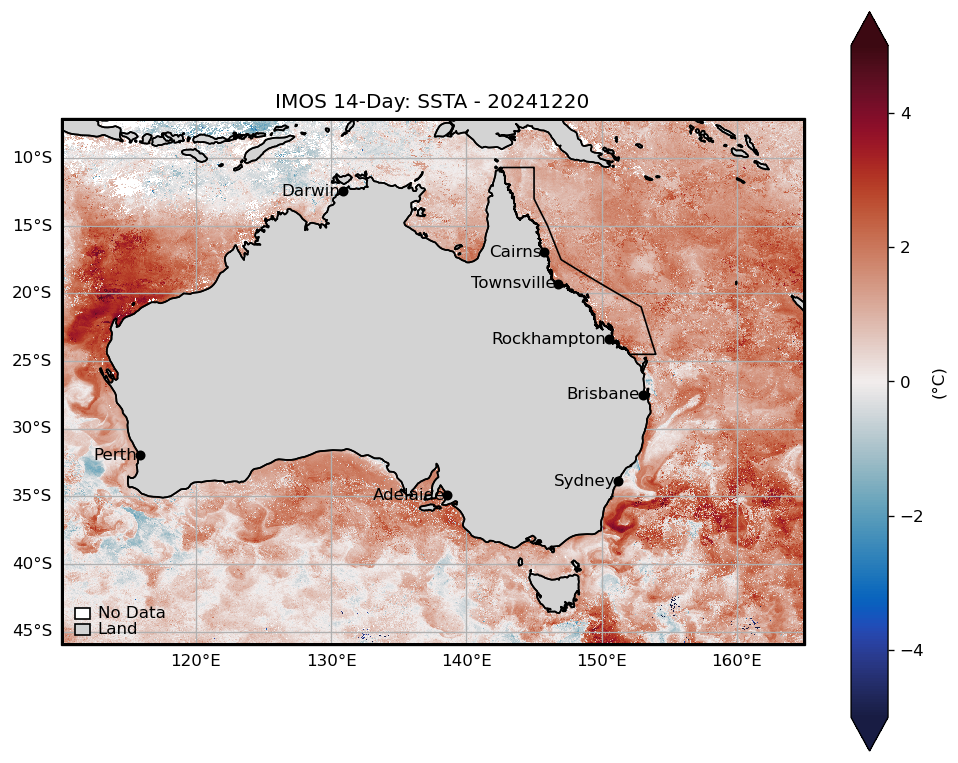 IMOS 14-Day: SSTA - 20241220
10°S
15°S
20°S
25°S
30°S
35°S
40°S
45°S
Darwin
Cairns
Townsville
Rockhampton
Brisbane
Perth
Sydney
Adelaide
No Data
Land
120°E
130°E
140°E
150°E
160°E
4
2
0
−2
−4
(°C)